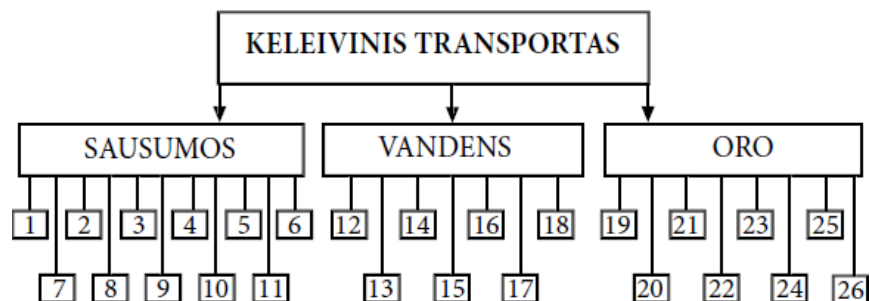 KELEIVINIS TRANSPORTAS
SAUSUMOS VANDENS ORO
1 2 3 4 5 6 12 14 16 18 19 21 23 25
7 8 9 10 11 13 15 17 20 22 24 26